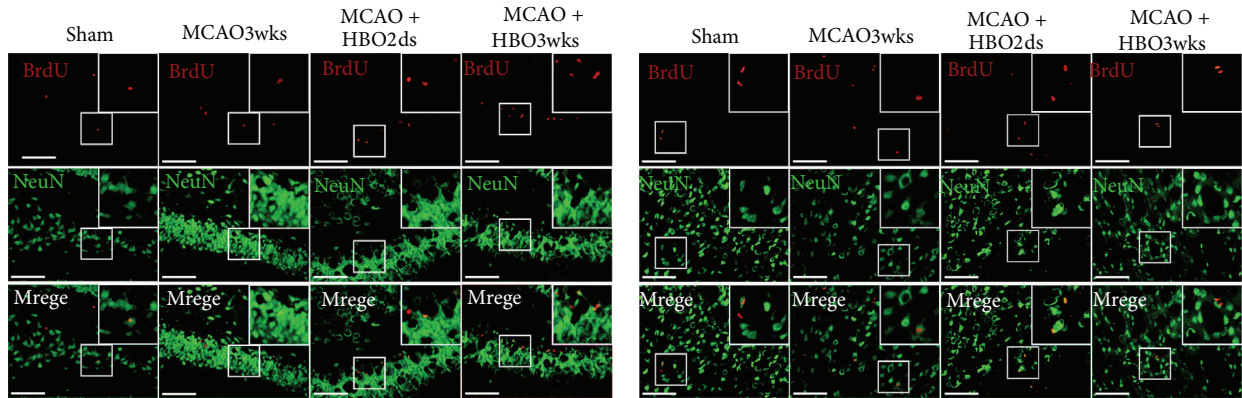 Sham
MCAO3wks
MCAO +
HBO2ds
MCAO +
HBO3wks
BrdU
BrdU
BrdU
BrdU
NeuN
NeuN
NeuN
NeuN
Mrege
Mrege
Mrege
Mrege
Sham
MCAO3wks
MCAO +
HBO2ds
MCAO +
HBO3wks
BrdU
BrdU
BrdU
BrdU
NeuN
NeuN
NeuN
NeuN
Mrege
Mrege
Mrege
Mrege